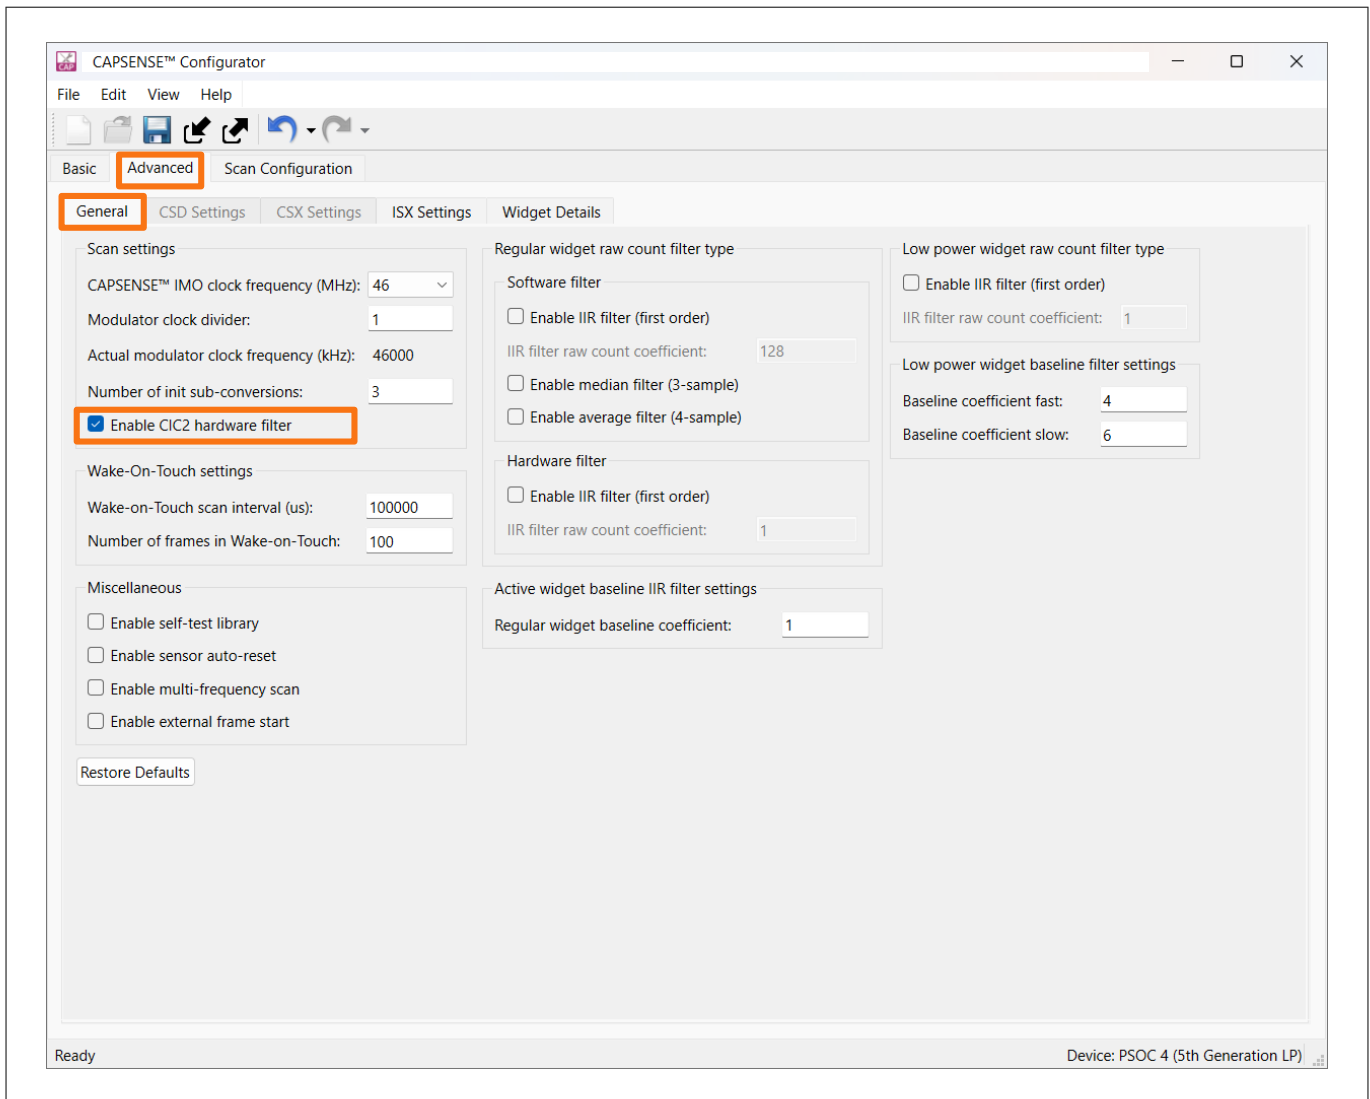 CAPSENSE™ Configurator
File Edit View Help
Basic Advanced Scan Configuration
General CSD Settings CSX Settings ISX Settings Widget Details
Scan settings
CAPSENSE™ IMO clock frequency (MHz): 46
Modulator clock divider: 1
Actual modulator clock frequency (kHz): 46000
Number of init sub-conversions: 3
Enable CIC2 hardware filter
Wake-On-Touch settings
Wake-on-Touch scan interval (us): 100000
Number of frames in Wake-on-Touch: 100
Miscellaneous
Enable self-test library
Enable sensor auto-reset
Enable multi-frequency scan
Enable external frame start
Restore Defaults
Regular widget raw count filter type
Software filter
Enable IIR filter (first order)
IIR filter raw count coefficient: 128
Enable median filter (3-sample)
Enable average filter (4-sample)
Hardware filter
Enable IIR filter (first order)
IIR filter raw count coefficient: 1
Active widget baseline IIR filter settings
Regular widget baseline coefficient: 1
Low power widget raw count filter type
Enable IIR filter (first order)
IIR filter raw count coefficient: 1
Low power widget baseline filter settings
Baseline coefficient fast: 4
Baseline coefficient slow: 6
Ready
Device: PSOC 4 (5th Generation LP)